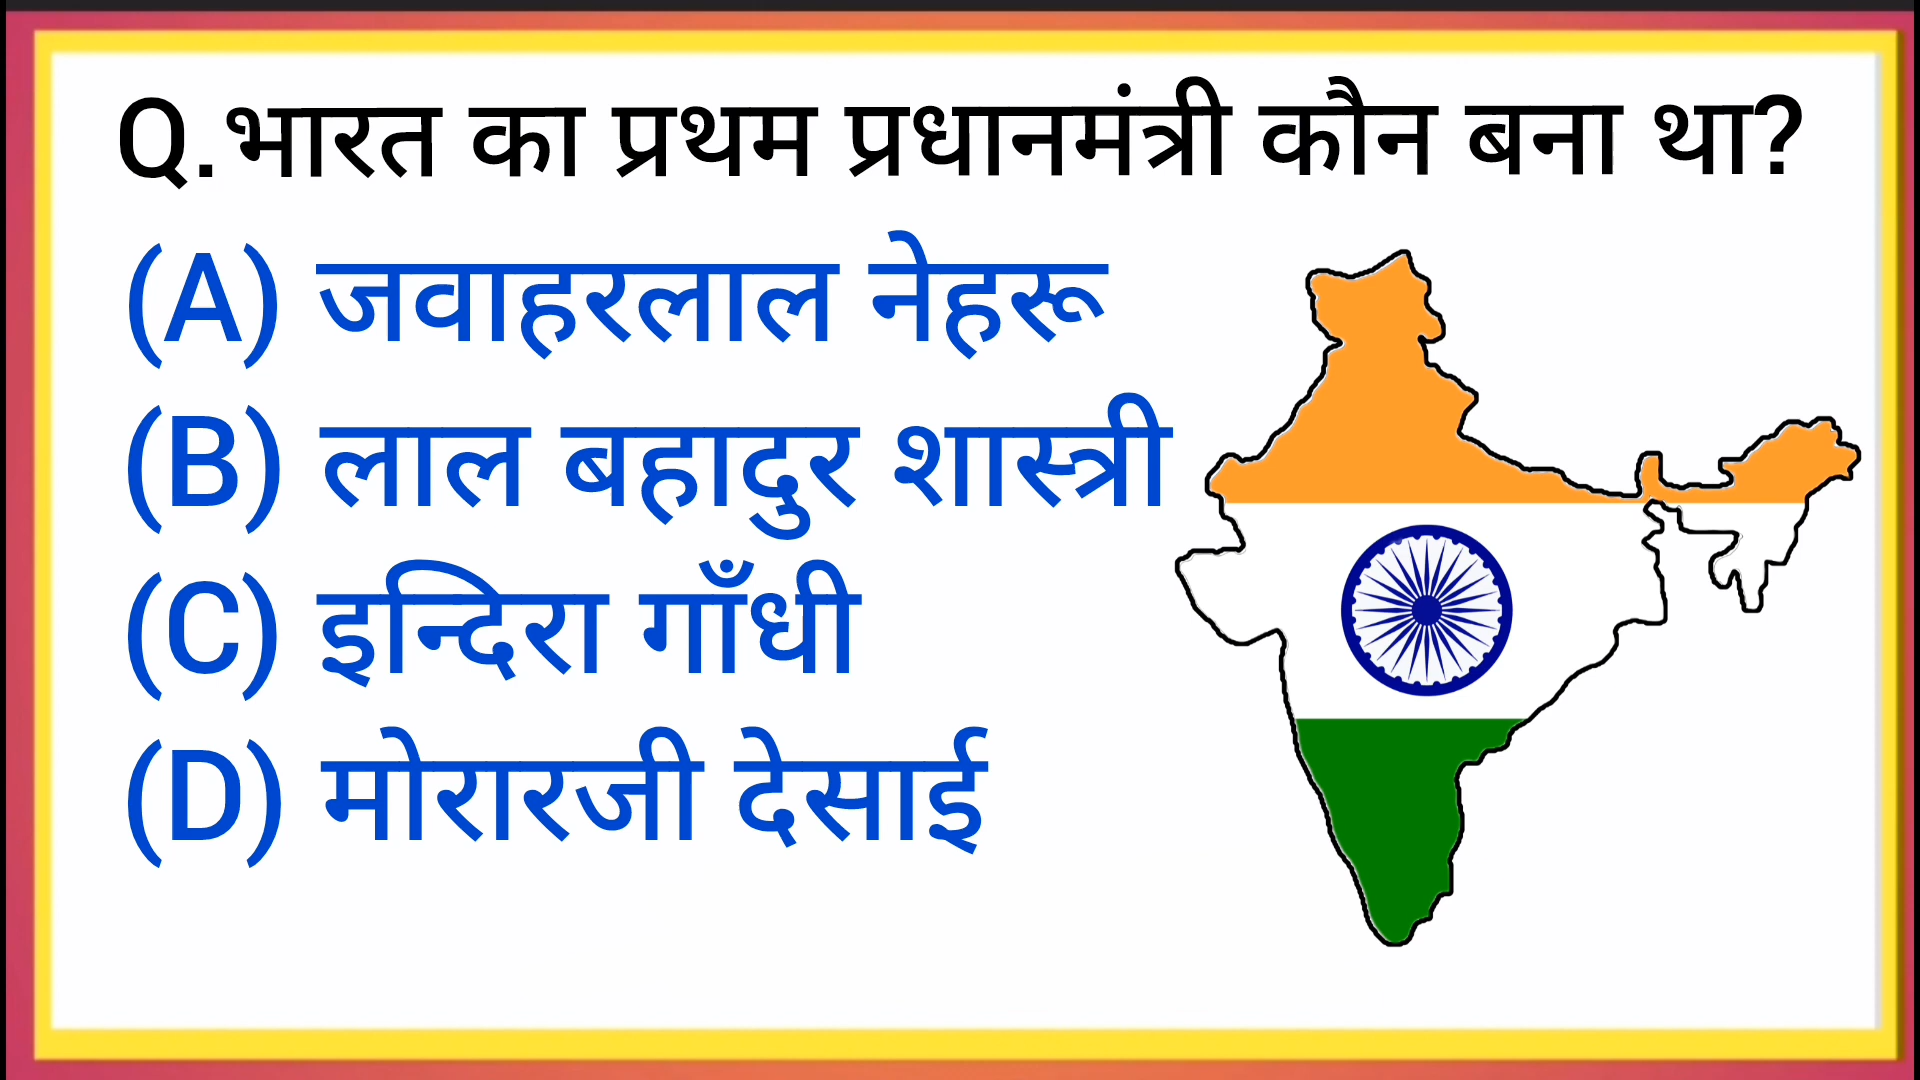 Q.भारत का प्रथम प्रधानमंत्री कौन बना था?
(A) जवाहरलाल नेहरू
(B) लाल बहादुर शास्त्री
(C) इन्दिरा गाँधी
(D) मोरारजी देसाई